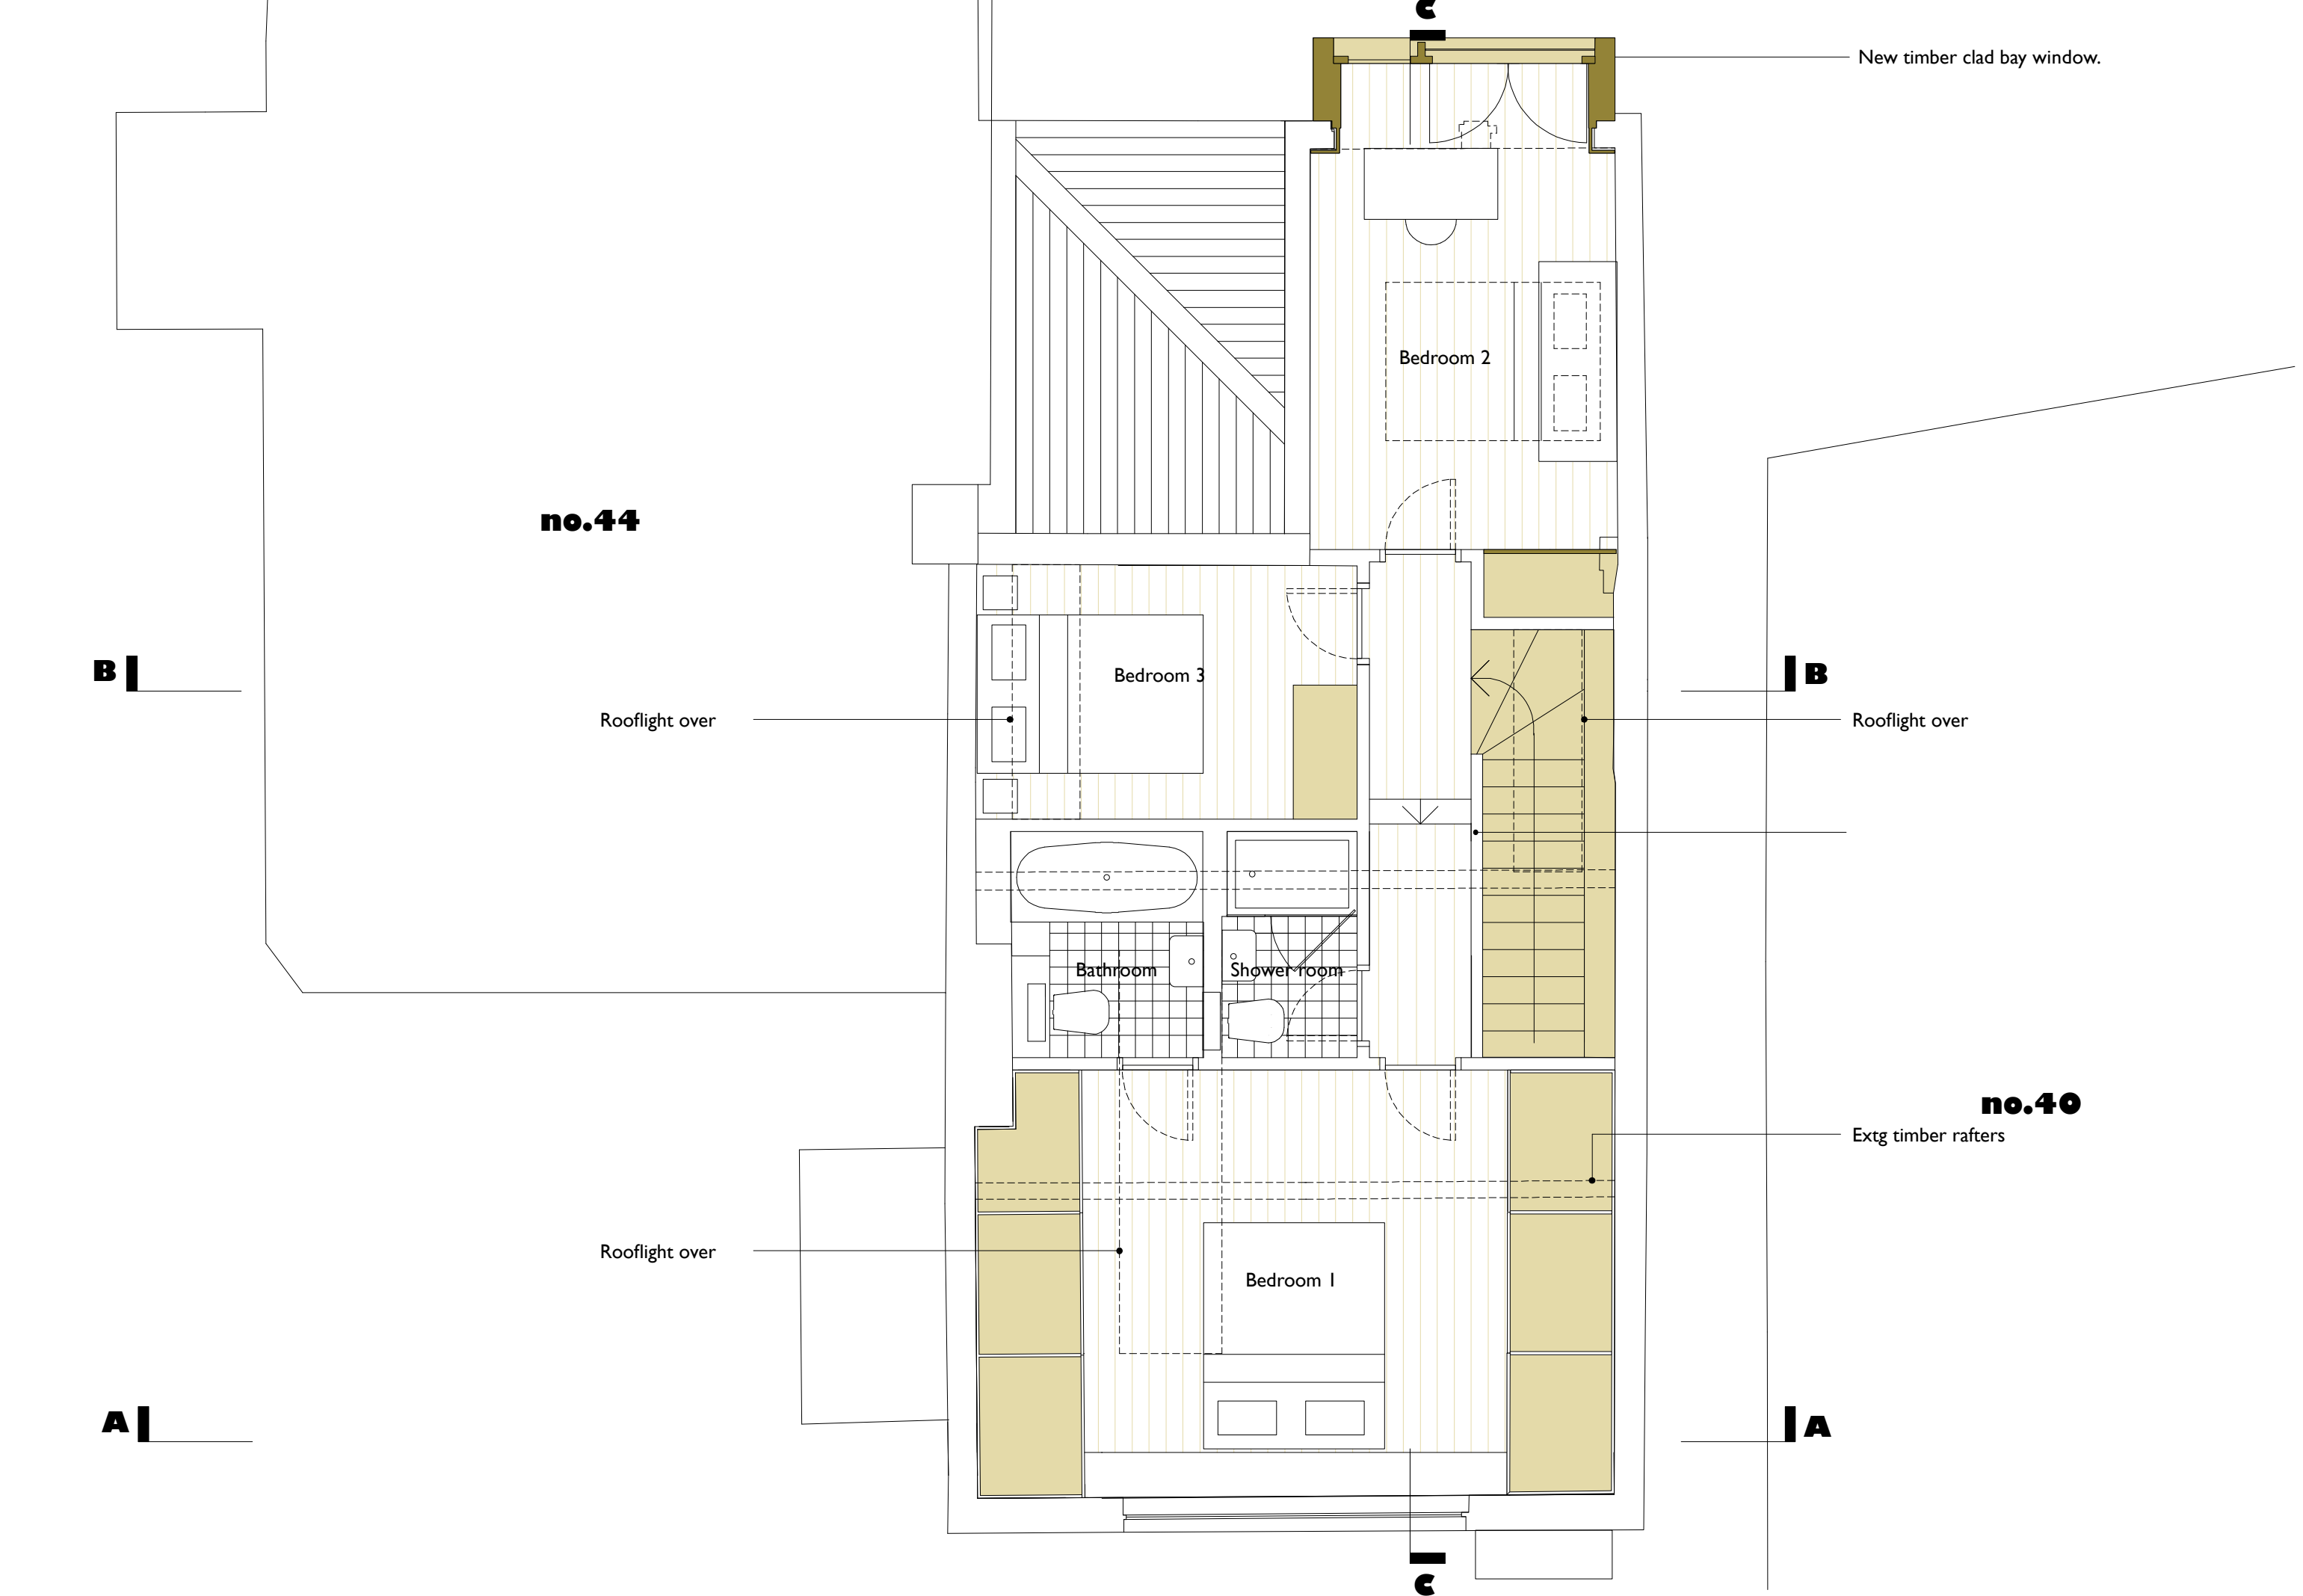 C
New timber clad bay window.
Bedroom 2
no.44
B
B
Bedroom 3
Rooflight over
Rooflight over
Bathroom
Shower room
no.40
Extg timber rafters
Rooflight over
Bedroom 1
A
A
C